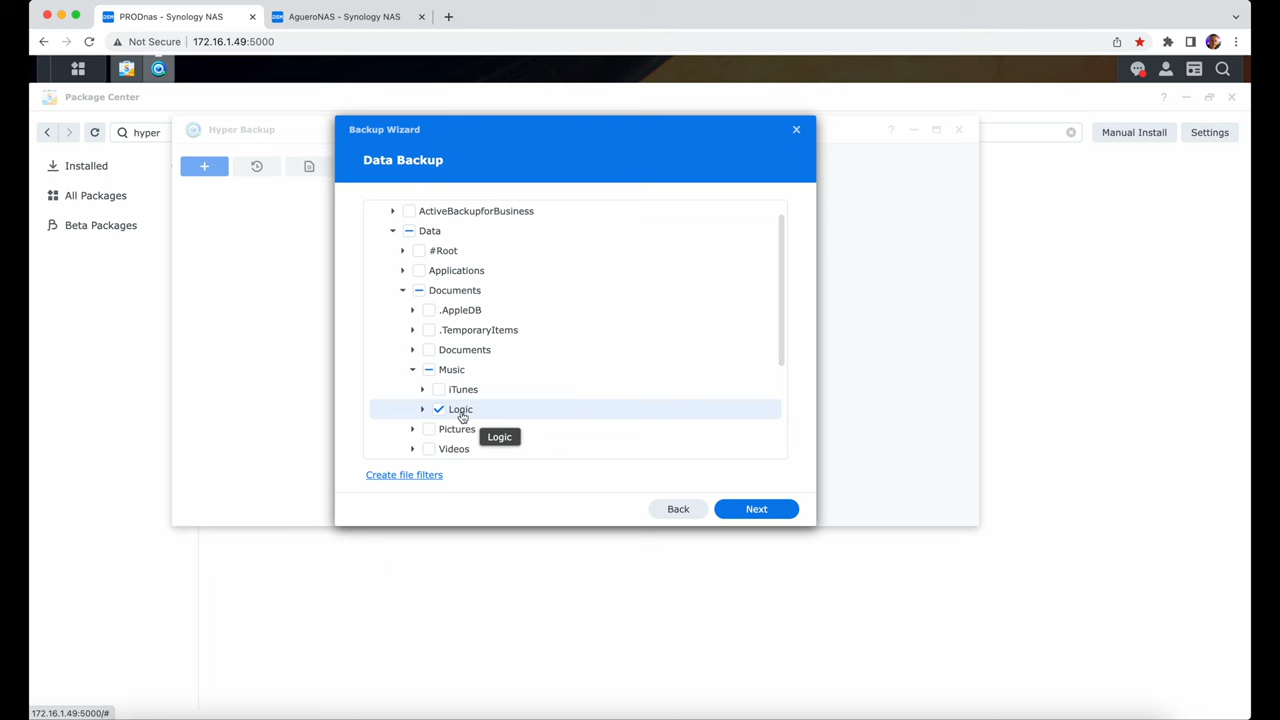 PRODnas - Synology NAS
AgueroNAS - Synology NAS
Not Secure
172.16.1.49:5000
Package Center
hyper
Hyper Backup
Manual Install
Settings
Installed
All Packages
Beta Packages
Backup Wizard
Data Backup
ActiveBackupforBusiness
Data
#Root
Applications
Documents
.AppleDB
.TemporaryItems
Documents
Music
iTunes
Logic
Pictures
Logic
Videos
Create file filters
Back
Next
172.16.1.49:5000/#